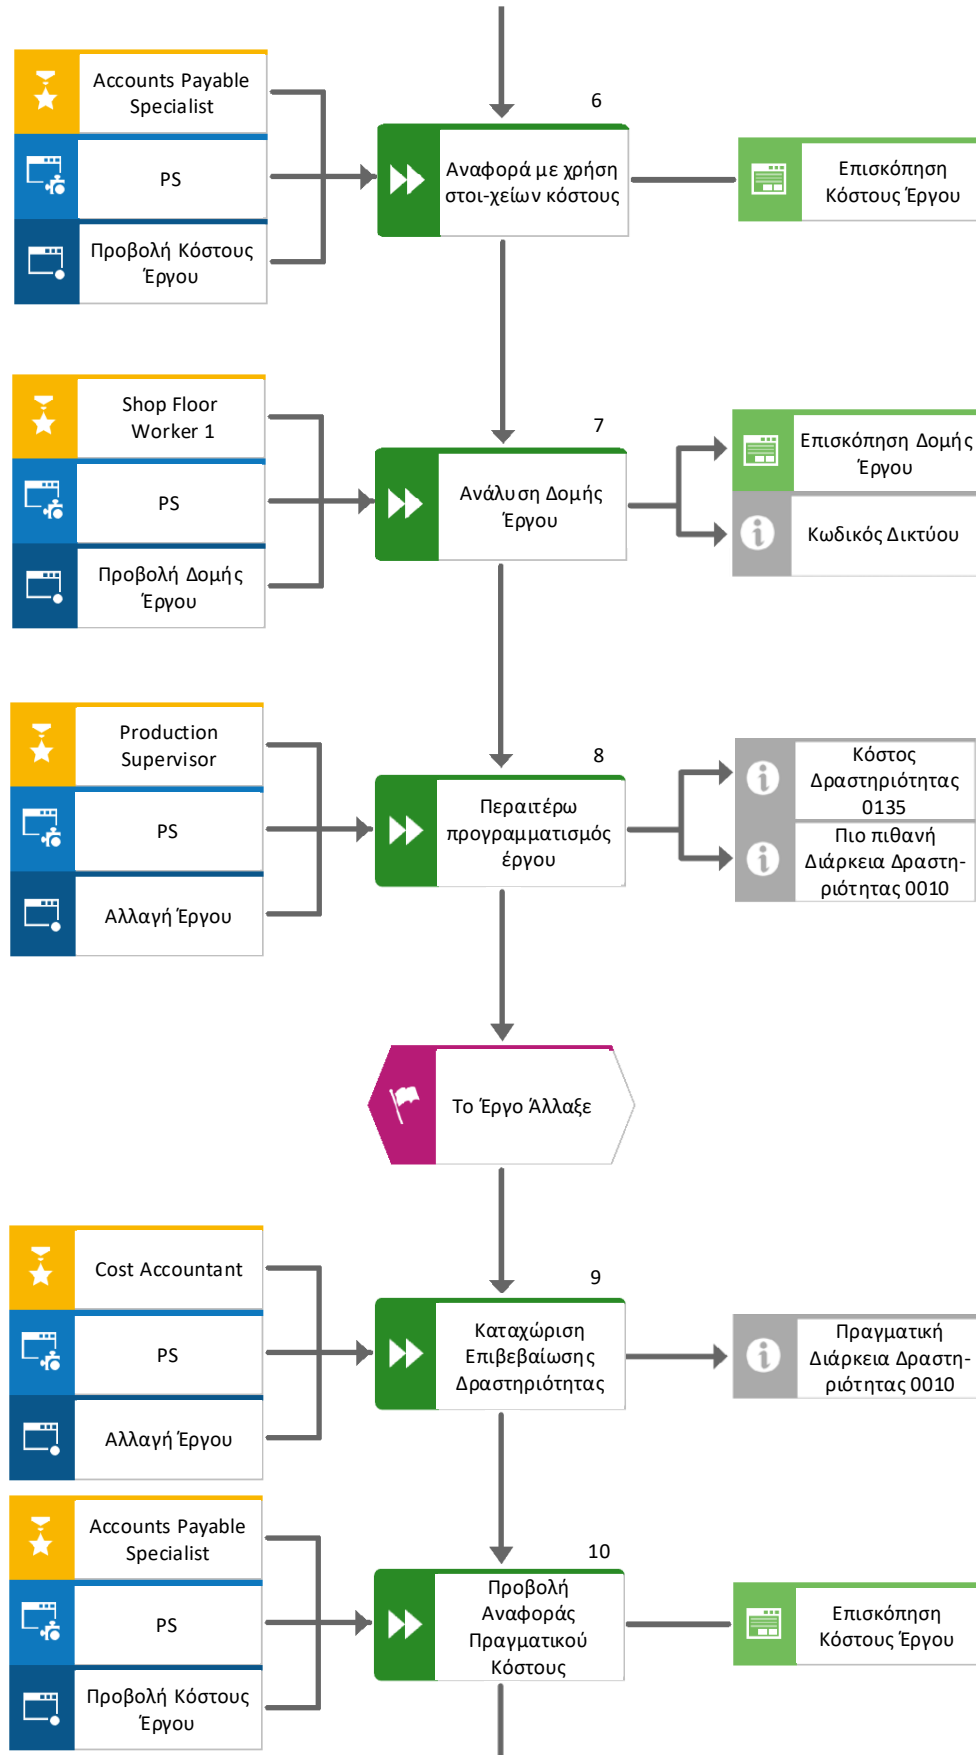 Accounts Payable
Specialist
PS
Προβολή Κόστους
Έργου
6
Αναφορά με χρήση
στοι-χείων κόστους
Επισκόπηση
Κόστους Έργου
Shop Floor
Worker 1
PS
Προβολή Δομής
Έργου
7
Ανάλυση Δομής
Έργου
Επισκόπηση Δομής
Έργου
Κωδικός Δικτύου
Production
Supervisor
PS
Αλλαγή Έργου
8
Περαιτέρω
προγραμματισμός
έργου
Κόστος
Δραστηριότητας
0135
Πιο πιθανή
Διάρκεια Δραστη-
ριότητας 0010
Το Έργο Άλλαξε
Cost Accountant
PS
Αλλαγή Έργου
9
Καταχώριση
Επιβεβαίωσης
Δραστηριότητας
Πραγματική
Διάρκεια Δραστη-
ριότητας 0010
Accounts Payable
Specialist
PS
Προβολή Κόστους
Έργου
10
Προβολή
Αναφοράς
Πραγματικού
Κόστους
Επισκόπηση
Κόστους Έργου